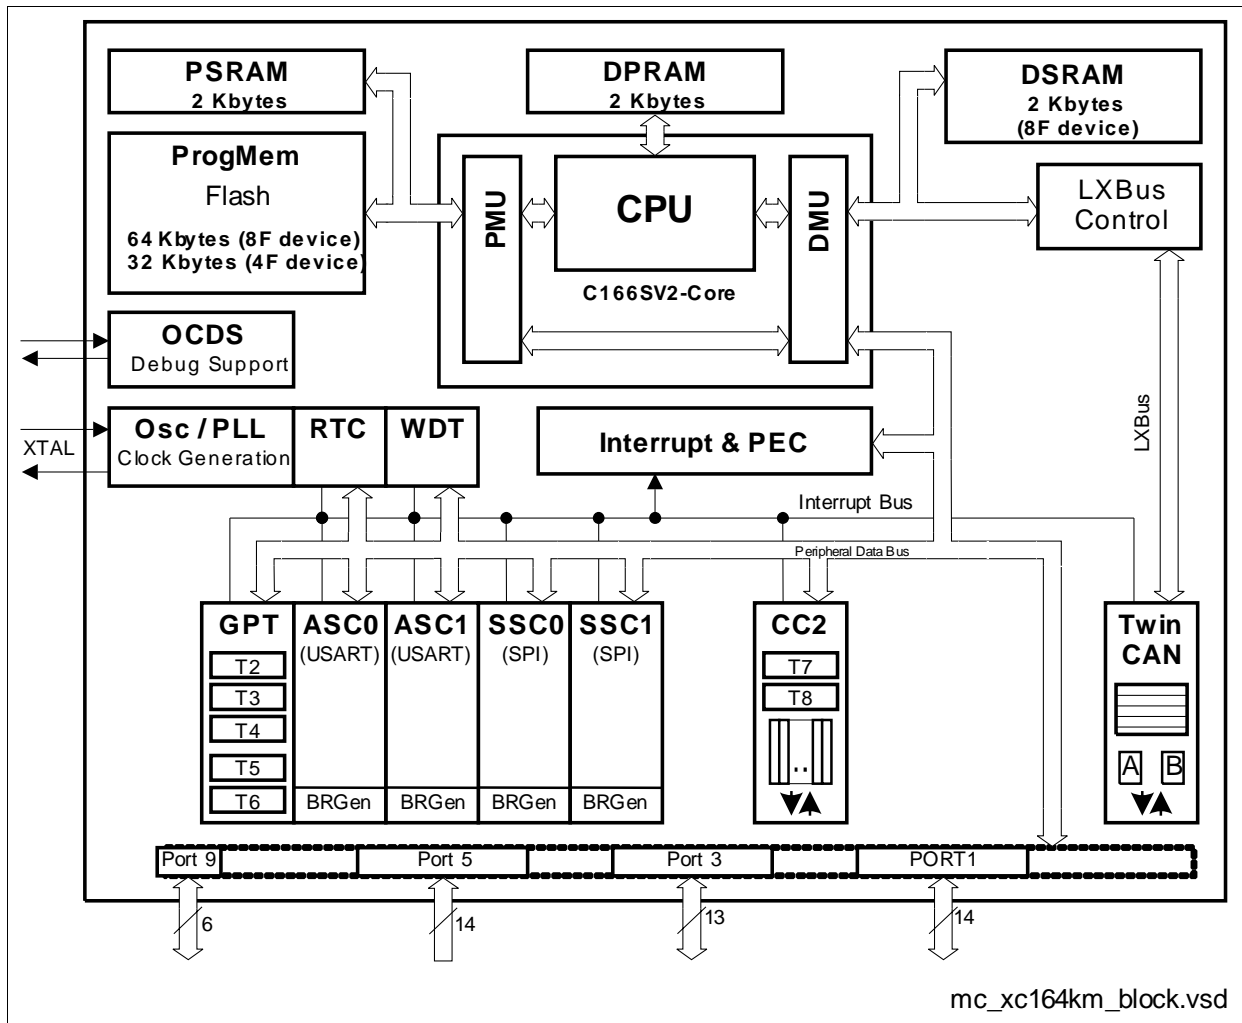 PSRAM
2 Kbytes
DPRAM
2 Kbytes
DSRAM
2 Kbytes
(8F device)
ProgMem
Flash
64 Kbytes (8F device)
32 Kbytes (4F device)
PMU
CPU
DMU
C166SV2-Core
LXBus
Control
OCDS
Debug Support
XTAL
Osc / PLL
Clock Generation
RTC
WDT
Interrupt & PEC
LXBus
Interrupt Bus
Peripheral Data Bus
GPT
T2
T3
T4
T5
T6
ASC0
(USART)
BRGen
ASC1
(USART)
BRGen
SSC0
(SPI)
BRGen
SSC1
(SPI)
BRGen
CC2
T7
T8
..
Twin
CAN
A B
Port 9
Port 5
Port 3
PORT1
6
14
13
14
mc_xc164km_block.vsd